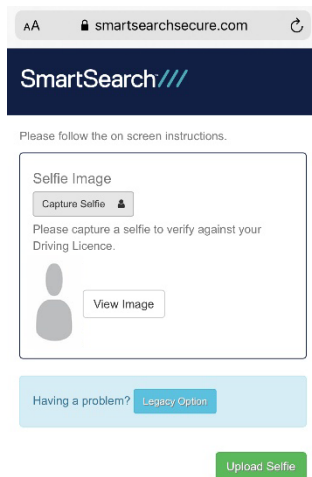 AA smartsearchsecure.com
SmartSearch///
Please follow the on screen instructions.
Selfie Image
Capture Selfie
Please capture a selfie to verify against your
Driving Licence.
View Image
Having a problem? Legacy Option
Upload Selfie